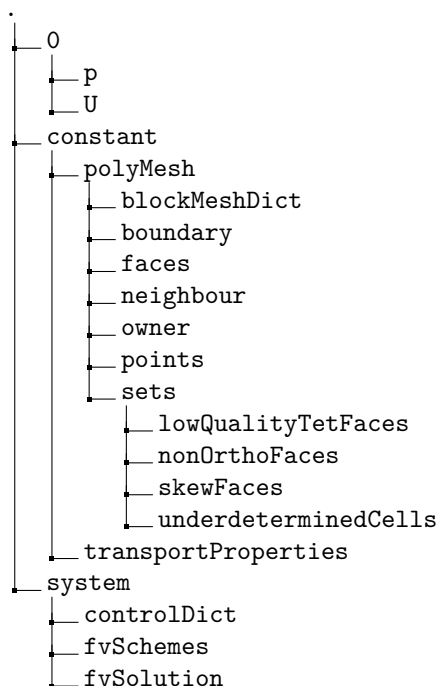 .
0
p
U
constant
polyMesh
blockMeshDict
boundary
faces
neighbour
owner
points
sets
lowQualityTetFaces
nonOrthoFaces
skewFaces
underdeterminedCells
transportProperties
system
controlDict
fvSchemes
fvSolution